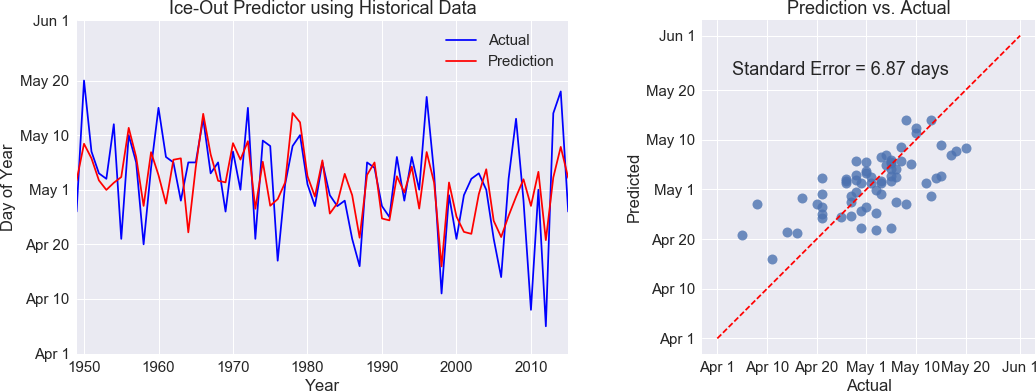 Ice-Out Predictor using Historical Data
Jun 1
May 20
May 10
May 1
Apr 20
Apr 10
Apr 1
Day of Year
Actual
Prediction
1950 1960 1970 1980 1990 2000 2010
Year
Prediction vs. Actual
Jun 1
May 20
May 10
May 1
Apr 20
Apr 10
Apr 1
Predicted
Standard Error = 6.87 days
Apr 1 Apr 10 Apr 20 May 1 May 10 May 20 Jun 1
Actual